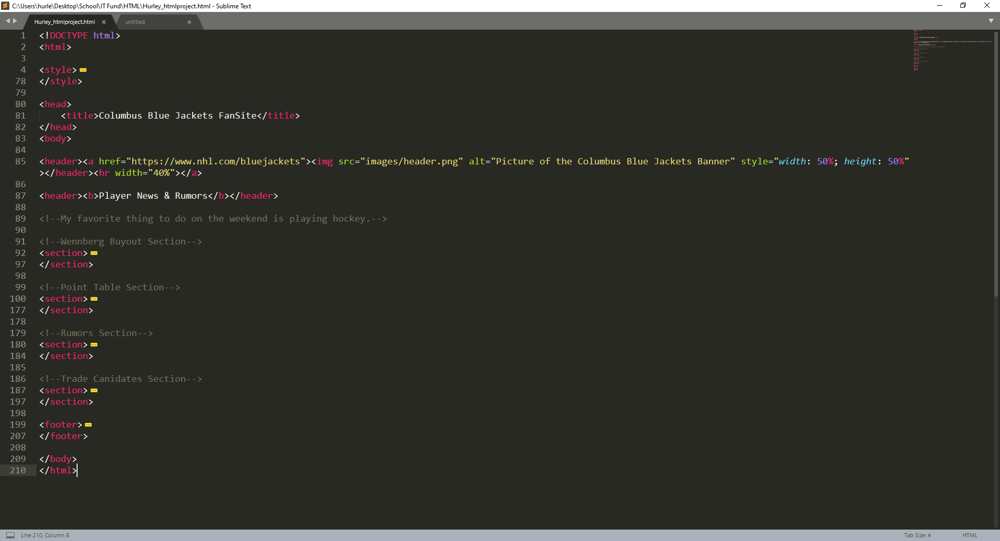 C:\Users\hurle\Desktop\School\IT Fund\HTML\Hurley_htmlproject.html - Sublime Text
Hurley_htmlproject.html × untitled
1 <!DOCTYPE html>
2 <html>
3
4 <style>
78 </style>
79
80 <head>
81 <title>Columbus Blue Jackets FanSite</title>
82 </head>
83 <body>
84
85 <header><a href="https://www.nhl.com/bluejackets"><img src="images/header.png" alt="Picture of the Columbus Blue Jackets Banner" style="width: 50%; height: 50%"
></header><hr width="40%"></a>
86
87 <header><b>Player News & Rumors</b></header>
88
89 <!--My favorite thing to do on the weekend is playing hockey.-->
90
91 <!--Wennberg Buyout Section-->
92 <section>
97 </section>
98
99 <!--Point Table Section-->
100 <section>
177 </section>
178
179 <!--Rumors Section-->
180 <section>
184 </section>
185
186 <!--Trade Canidates Section-->
187 <section>
197 </section>
198
199 <footer>
207 </footer>
208
209 </body>
210 </html>
Line 210, Column 8 Tab Size: 4 HTML